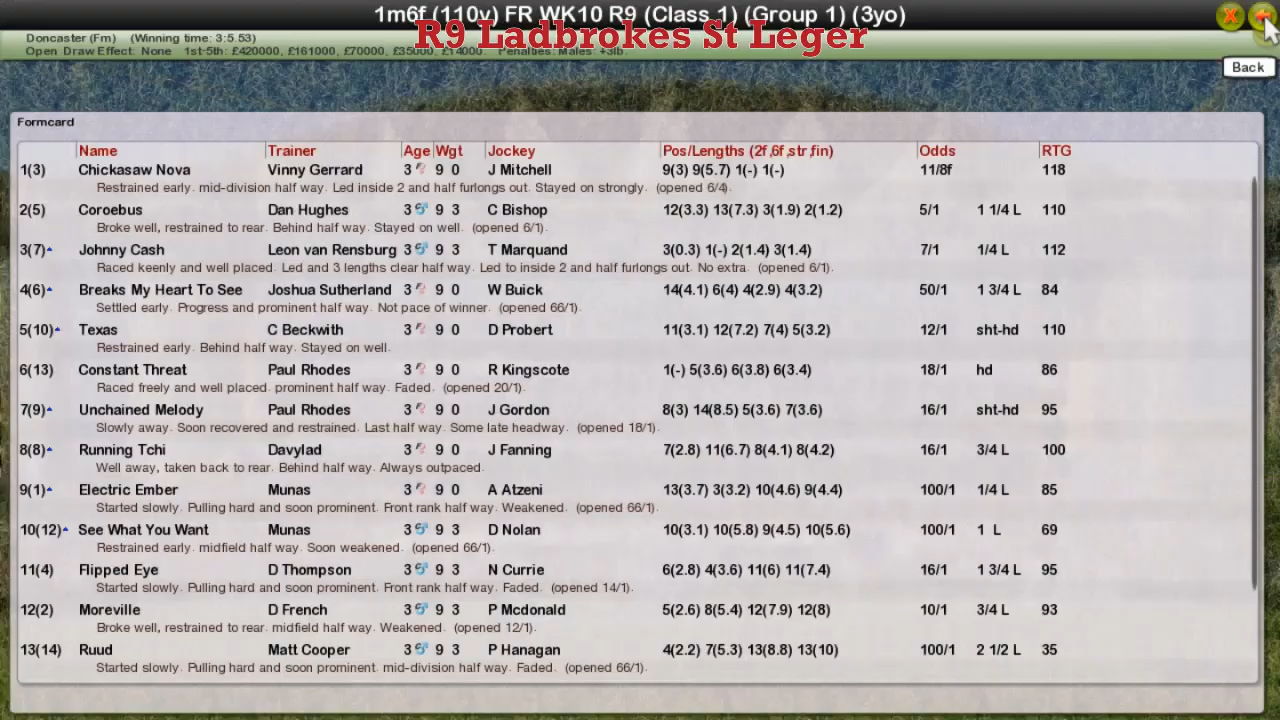 1m6f (110y) FR WK10 R9 (Class 1) (Group 1) (3yo)
R9 Ladbrokes St Leger
Doncaster (Fm) (Winning time: 3:5.53)
Open Draw Effect: None 1st-5th: £420000, £161000, £70000, £35000, £14000. Penalties: Males: +3lb.
Back
Formcard
Name Trainer Age Wgt Jockey Pos/Lengths (2f,6f,str,fin) Odds RTG
1(3) Chickasaw Nova Vinny Gerrard 3 9 0 J Mitchell 9(3) 9(5.7) 1(-) 1(-) 11/8f 118
Restrained early. mid-division half way. Led inside 2 and half furlongs out. Stayed on strongly. (opened 6/4).
2(5) Coroebus Dan Hughes 3 9 3 C Bishop 12(3.3) 13(7.3) 3(1.9) 2(1.2) 5/1 1 1/4 L 110
Broke well, restrained to rear. Behind half way. Stayed on well. (opened 6/1).
3(7) Johnny Cash Leon van Rensburg 3 9 3 T Marquand 3(0.3) 1(-) 2(1.4) 3(1.4) 7/1 1/4 L 112
Raced keenly and well placed. Led and 3 lengths clear half way. Led to inside 2 and half furlongs out. No extra. (opened 6/1).
4(6) Breaks My Heart To See Joshua Sutherland 3 9 0 W Buick 14(4.1) 6(4) 4(2.9) 4(3.2) 50/1 1 3/4 L 84
Settled early. Progress and prominent half way. Not pace of winner. (opened 66/1).
5(10) Texas C Beckwith 3 9 0 D Probert 11(3.1) 12(7.2) 7(4) 5(3.2) 12/1 sht-hd 110
Restrained early. Behind half way. Stayed on well.
6(13) Constant Threat Paul Rhodes 3 9 0 R Kingscote 1(-) 5(3.6) 6(3.8) 6(3.4) 18/1 hd 86
Raced freely and well placed. prominent half way. Faded. (opened 20/1).
7(9) Unchained Melody Paul Rhodes 3 9 0 J Gordon 8(3) 14(8.5) 5(3.6) 7(3.6) 16/1 sht-hd 95
Slowly away. Soon recovered and restrained. Last half way. Some late headway. (opened 18/1).
8(8) Running Tchi Davylad 3 9 0 J Fanning 7(2.8) 11(6.7) 8(4.1) 8(4.2) 16/1 3/4 L 100
Well away, taken back to rear. Behind half way. Always outpaced.
9(1) Electric Ember Munas 3 9 0 A Atzeni 13(3.7) 3(3.2) 10(4.6) 9(4.4) 100/1 1/4 L 85
Started slowly. Pulling hard and soon prominent. Front rank half way. Weakened. (opened 66/1).
10(12) See What You Want Munas 3 9 3 D Nolan 10(3.1) 10(5.8) 9(4.5) 10(5.6) 100/1 1 L 69
Restrained early. midfield half way. Soon weakened. (opened 66/1).
11(4) Flipped Eye D Thompson 3 9 3 N Currie 6(2.8) 4(3.6) 11(6) 11(7.4) 16/1 1 3/4 L 95
Started slowly. Pulling hard and soon prominent. Front rank half way. Faded. (opened 14/1).
12(2) Moreville D French 3 9 3 P Mcdonald 5(2.6) 8(5.4) 12(7.9) 12(8) 10/1 3/4 L 93
Broke well, restrained to rear. midfield half way. Weakened. (opened 12/1).
13(14) Ruud Matt Cooper 3 9 3 P Hanagan 4(2.2) 7(5.3) 13(8.8) 13(10) 100/1 2 1/2 L 35
Started slowly. Pulling hard and soon prominent. mid-division half way. Faded. (opened 66/1).